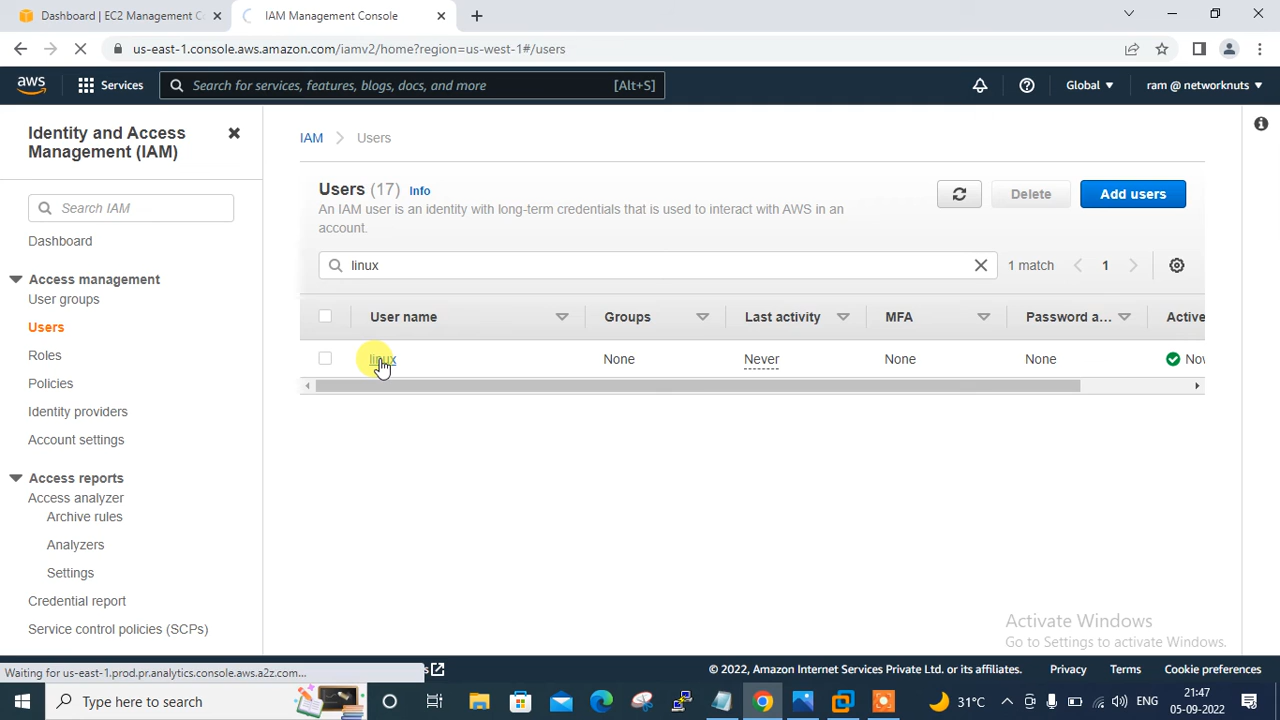 Dashboard | EC2 Management C
IAM Management Console
us-east-1.console.aws.amazon.com/iamv2/home?region=us-west-1#/users
aws
Services
Search for services, features, blogs, docs, and more
[Alt+S]
Global
ram @ networknuts
Identity and Access
Management (IAM)
Search IAM
Dashboard
Access management
User groups
Users
Roles
Policies
Identity providers
Account settings
Access reports
Access analyzer
Archive rules
Analyzers
Settings
Credential report
Service control policies (SCPs)
IAM
Users
Users (17) Info
An IAM user is an identity with long-term credentials that is used to interact with AWS in an
account.
Delete
Add users
linux
1 match
1
User name
Groups
Last activity
MFA
Password a...
Active
linux
None
Never
None
None
Nov
Activate Windows
Go to Settings to activate Windows.
Waiting for us-east-1.prod.pr.analytics.console.aws.a2z.com...
© 2022, Amazon Internet Services Private Ltd. or its affiliates.
Privacy
Terms
Cookie preferences
Type here to search
31°C
ENG
21:47
05-09-2022